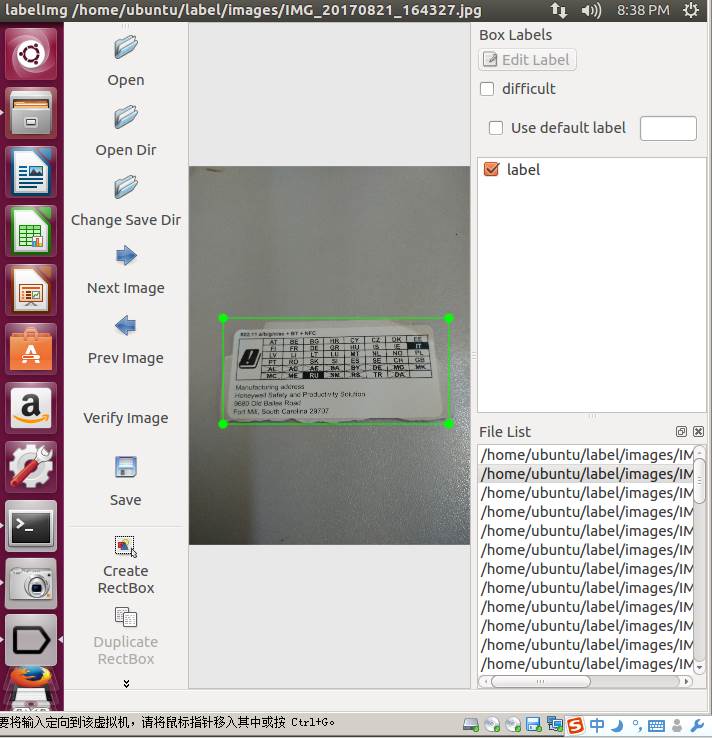 labelImg /home/ubuntu/label/images/IMG_20170821_164327.jpg
8:38 PM
Open
Open Dir
Change Save Dir
Next Image
Prev Image
Verify Image
Save
Create
RectBox
Duplicate
RectBox
802.11 a/b/g/n/ac + BT + NFC
AT BE BG HR CY CZ DK EE
FI FR DE GR HU IS IE IT
LV LI LT LU MT NL NO PL
PT RO SK SI ES SE CH GB
AL AD AE BA BY DE MD MK
MC ME RU SM RS TR DA
Manufacturing address
Honeywell Safety and Productivity Solution
9680 Old Bailes Road
Fort Mill, South Carolina 29707
Box Labels
Edit Label
difficult
Use default label
label
File List
/home/ubuntu/label/images/IM
/home/ubuntu/label/images/IM
/home/ubuntu/label/images/IM
/home/ubuntu/label/images/IM
/home/ubuntu/label/images/IM
/home/ubuntu/label/images/IM
/home/ubuntu/label/images/IM
/home/ubuntu/label/images/IM
/home/ubuntu/label/images/IM
/home/ubuntu/label/images/IM
/home/ubuntu/label/images/IM
/home/ubuntu/label/images/IM
要将输入定向到该虚拟机，请将鼠标指针移入其中或按 Ctrl+G。
中